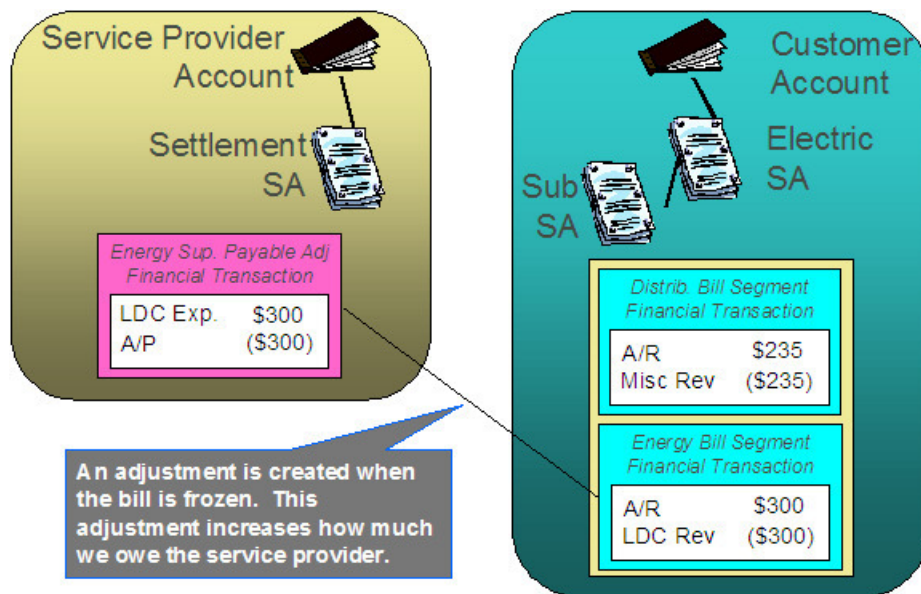 Service Provider
Account
Settlement
SA
Energy Sup. Payable Adj
Financial Transaction
LDC Exp. $300
A/P ($300)
An adjustment is created when
the bill is frozen. This
adjustment increases how much
we owe the service provider.
Customer
Account
Electric
SA
Sub
SA
Distrib. Bill Segment
Financial Transaction
A/R $235
Misc Rev ($235)
Energy Bill Segment
Financial Transaction
A/R $300
LDC Rev ($300)